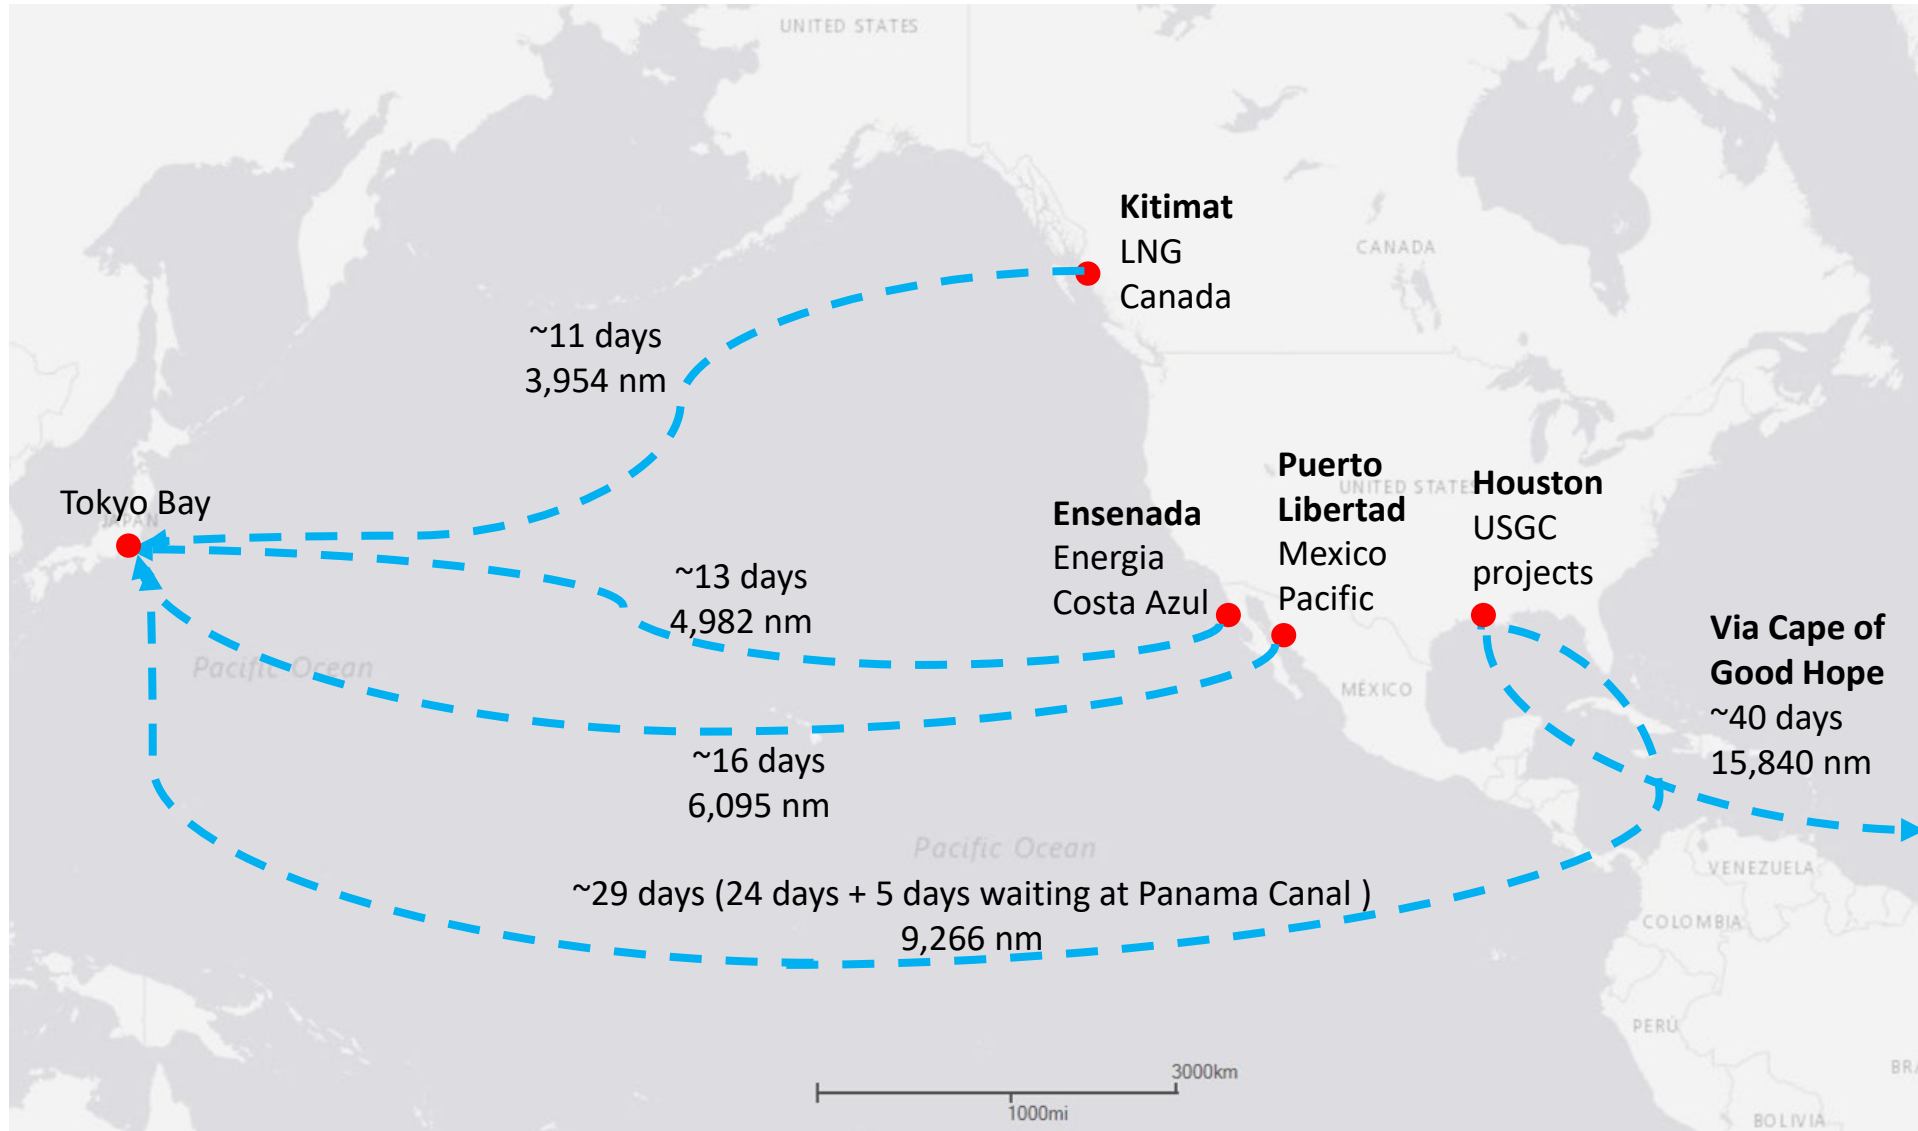 UNITED STATES
Kitimat
LNG
Canada
CANADA
~11 days
3,954 nm
Tokyo Bay
JAPAN
Puerto
Libertad
Mexico
Pacific
UNITED STATES
Houston
USGC
projects
Ensenada
Energia
Costa Azul
~13 days
4,982 nm
Via Cape of
Good Hope
~40 days
15,840 nm
Pacific Ocean
MÉXICO
~16 days
6,095 nm
Pacific Ocean
VENEZUELA
~29 days (24 days + 5 days waiting at Panama Canal )
9,266 nm
COLOMBIA
PERÚ
BRA
3000km
1000mi
BOLIVIA